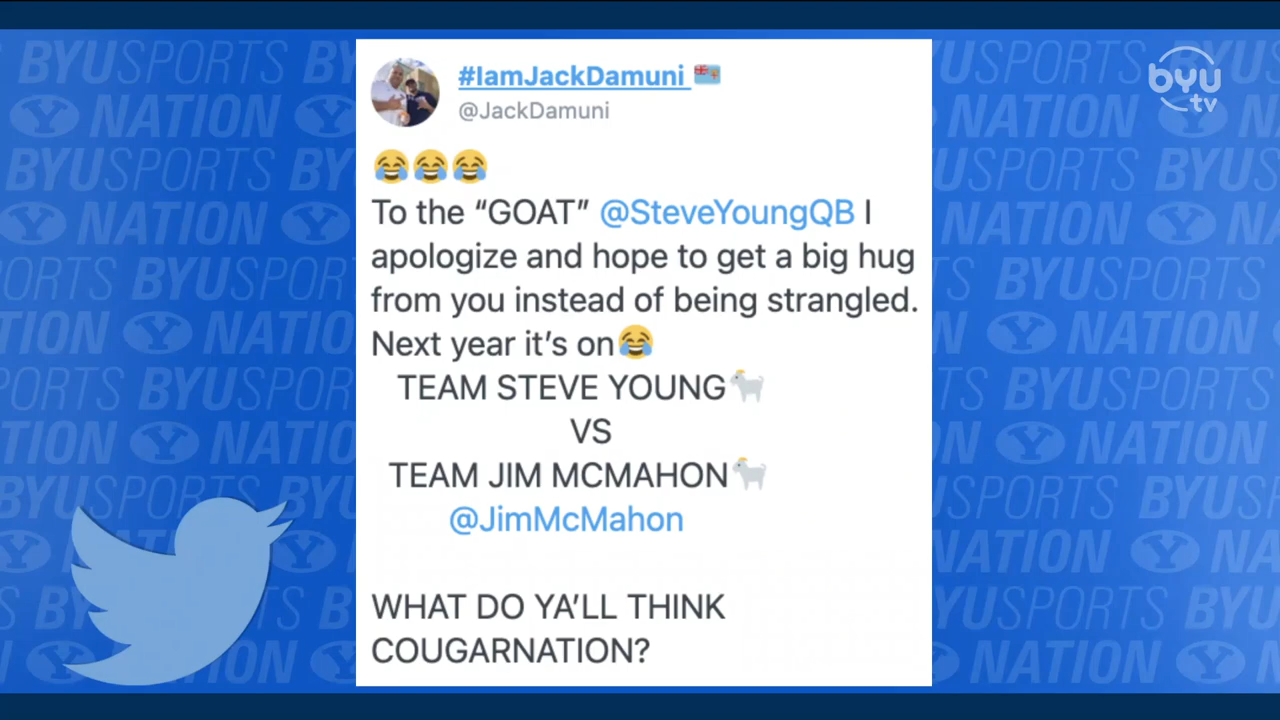 #IamJackDamuni 🇫🇯
@JackDamuni
😂😂😂
To the “GOAT” @SteveYoungQB I
apologize and hope to get a big hug
from you instead of being strangled.
Next year it’s on😂
TEAM STEVE YOUNG🐐
VS
TEAM JIM MCMAHON🐐
@JimMcMahon
WHAT DO YA’LL THINK
COUGARNATION?
byu
tv
BYUSPORTS
NATION